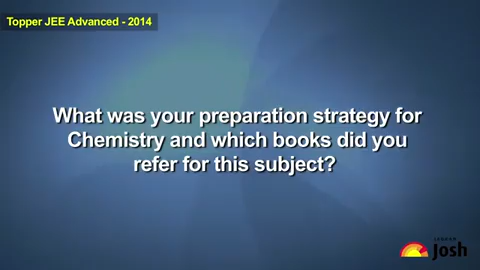 Topper JEE Advanced - 2014
What was your preparation strategy for
Chemistry and which books did you
refer for this subject?
JAGRAN
Josh